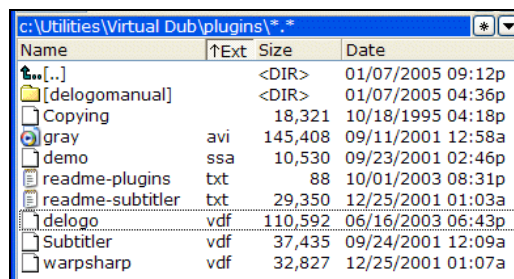 c:\Utilities\Virtual Dub\plugins\*.* * ▼
Name ↑Ext Size Date
[..] <DIR> 01/07/2005 09:12p
[delogomanual] <DIR> 01/07/2005 04:36p
Copying 18,321 10/18/1995 04:18p
gray avi 145,408 09/11/2001 12:58a
demo ssa 10,530 09/23/2001 02:46p
readme-plugins txt 88 10/01/2003 08:31p
readme-subtitler txt 29,350 12/25/2001 01:03a
delogo vdf 110,592 06/16/2003 06:43p
Subtitler vdf 37,435 09/24/2001 12:09a
warpsharp vdf 32,827 12/25/2001 01:07a